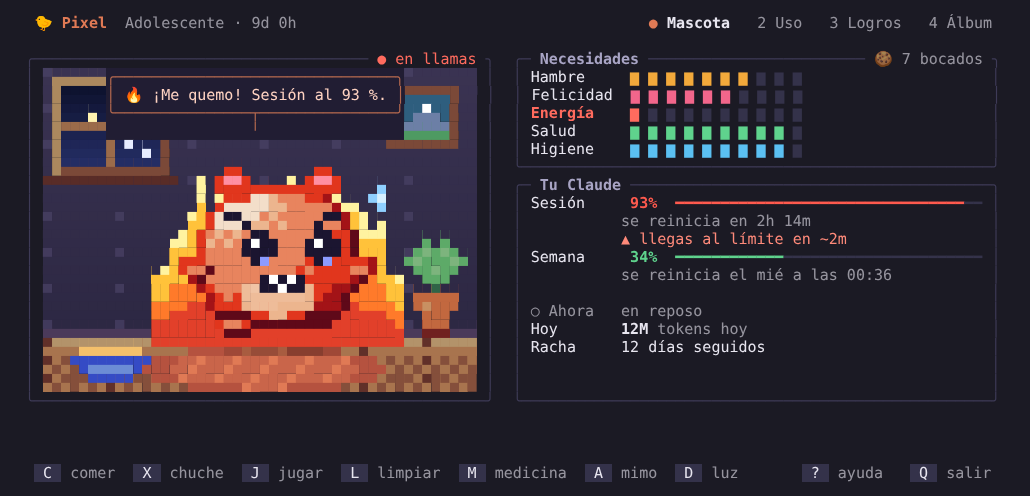 🐤 Pixel Adolescente · 9d 0h
● Mascota 2 Uso 3 Logros 4 Álbum
● en llamas
🔥 ¡Me quemo! Sesión al 93 %.
Necesidades 🍪 7 bocados
Hambre
Felicidad
Energía
Salud
Higiene
Tu Claude
Sesión 93%
se reinicia en 2h 14m
▲ llegas al límite en ~2m
Semana 34%
se reinicia el mié a las 00:36
○ Ahora en reposo
Hoy 12M tokens hoy
Racha 12 días seguidos
C comer X chuche J jugar L limpiar M medicina A mimo D luz ? ayuda Q salir